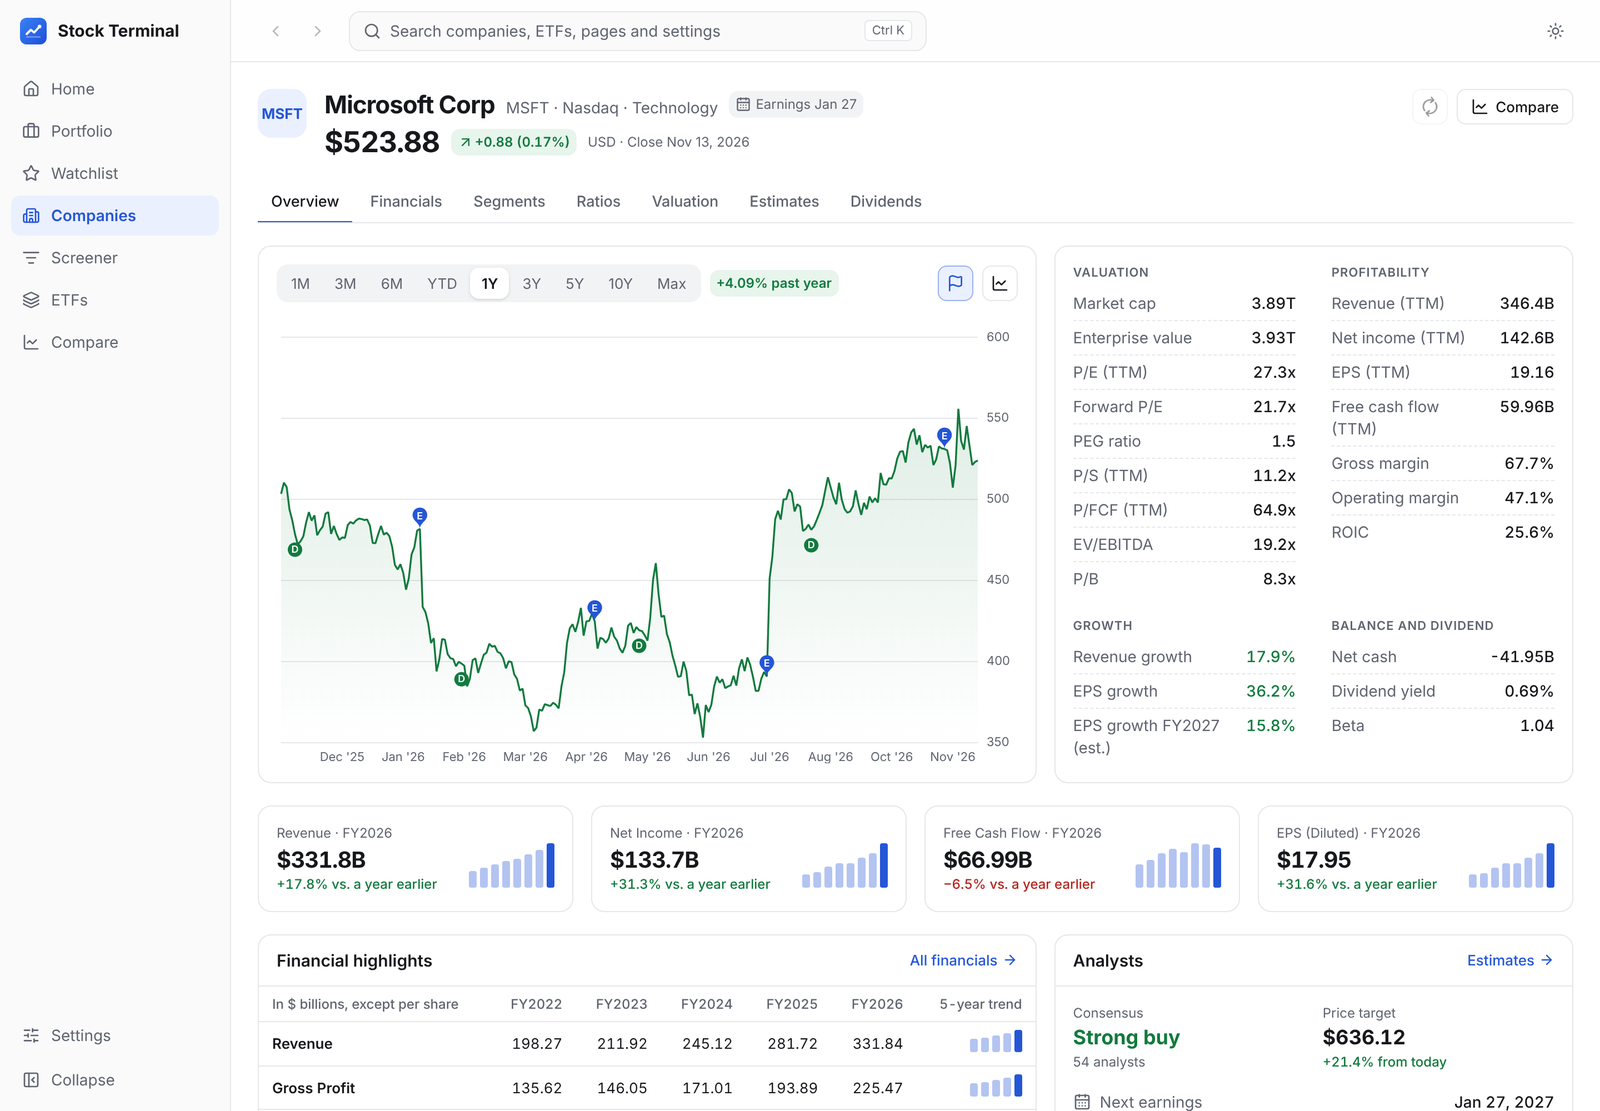 Stock Terminal
Search companies, ETFs, pages and settings
Ctrl K
Home
Portfolio
Watchlist
Companies
Screener
ETFs
Compare
Settings
Collapse
MSFT
Microsoft Corp MSFT · Nasdaq · Technology Earnings Jan 27
$523.88 +0.88 (0.17%) USD · Close Nov 13, 2026
Compare
Overview Financials Segments Ratios Valuation Estimates Dividends
1M 3M 6M YTD 1Y 3Y 5Y 10Y Max +4.09% past year
600
550
500
450
400
350
D
E
D
E
D
E
D
E
Dec '25 Jan '26 Feb '26 Mar '26 Apr '26 May '26 Jun '26 Jul '26 Aug '26 Oct '26 Nov '26
VALUATION
Market cap 3.89T
Enterprise value 3.93T
P/E (TTM) 27.3x
Forward P/E 21.7x
PEG ratio 1.5
P/S (TTM) 11.2x
P/FCF (TTM) 64.9x
EV/EBITDA 19.2x
P/B 8.3x
PROFITABILITY
Revenue (TTM) 346.4B
Net income (TTM) 142.6B
EPS (TTM) 19.16
Free cash flow 59.96B
(TTM)
Gross margin 67.7%
Operating margin 47.1%
ROIC 25.6%
GROWTH
Revenue growth 17.9%
EPS growth 36.2%
EPS growth FY2027 15.8%
(est.)
BALANCE AND DIVIDEND
Net cash -41.95B
Dividend yield 0.69%
Beta 1.04
Revenue · FY2026
$331.8B
+17.8% vs. a year earlier
Net Income · FY2026
$133.7B
+31.3% vs. a year earlier
Free Cash Flow · FY2026
$66.99B
−6.5% vs. a year earlier
EPS (Diluted) · FY2026
$17.95
+31.6% vs. a year earlier
Financial highlights All financials
In $ billions, except per share FY2022 FY2023 FY2024 FY2025 FY2026 5-year trend
Revenue 198.27 211.92 245.12 281.72 331.84
Gross Profit 135.62 146.05 171.01 193.89 225.47
Analysts Estimates
Consensus
Strong buy
54 analysts
Price target
$636.12
+21.4% from today
Next earnings Jan 27, 2027